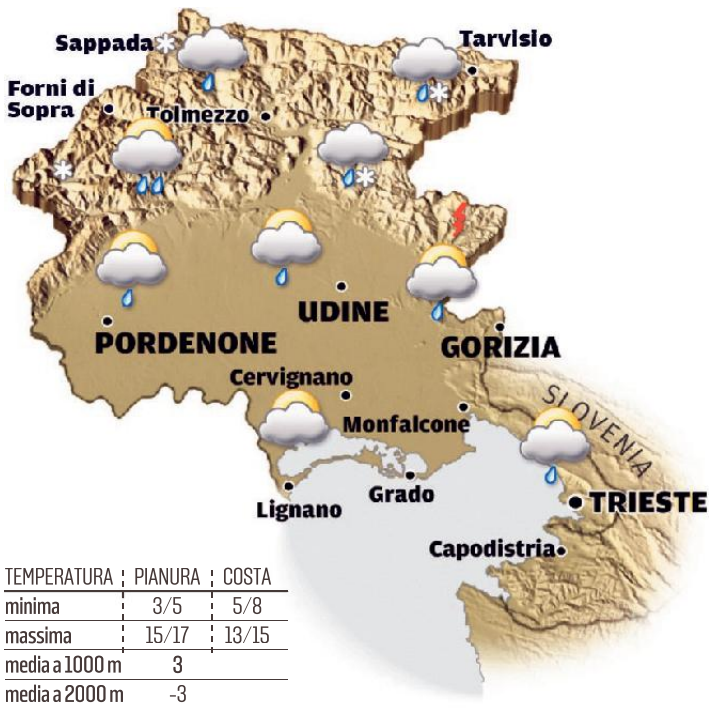 Sappada
Tarvisio
Forni di
Sopra
Tolmezzo
UDINE
PORDENONE
GORIZIA
Cervignano
SLOVENIA
Monfalcone
Grado
Lignano
TRIESTE
Capodistria
TEMPERATURA PIANURA COSTA
minima 3/5 5/8
massima 15/17 13/15
media a 1000 m 3
media a 2000 m -3